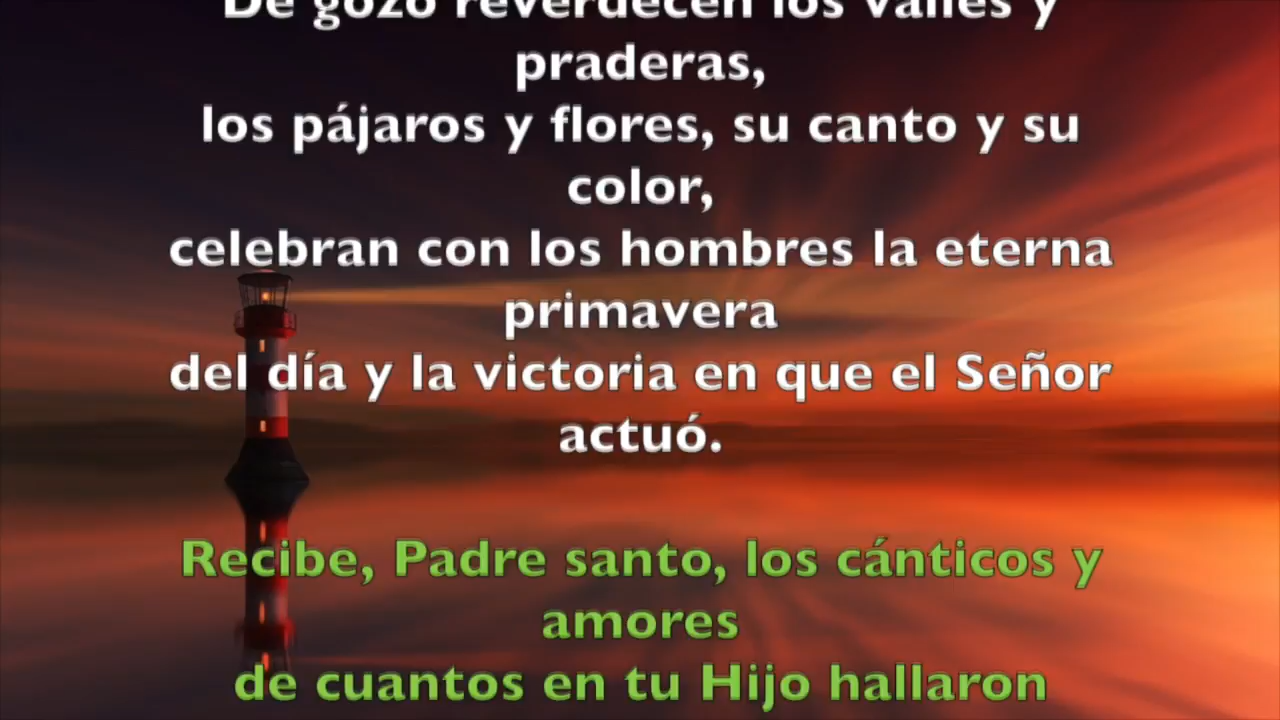 De gozo reverdecen los valles y
praderas,
los pájaros y flores, su canto y su
color,
celebran con los hombres la eterna
primavera
del día y la victoria en que el Señor
actuó.
Recibe, Padre santo, los cánticos y
amores
de cuantos en tu Hijo hallaron